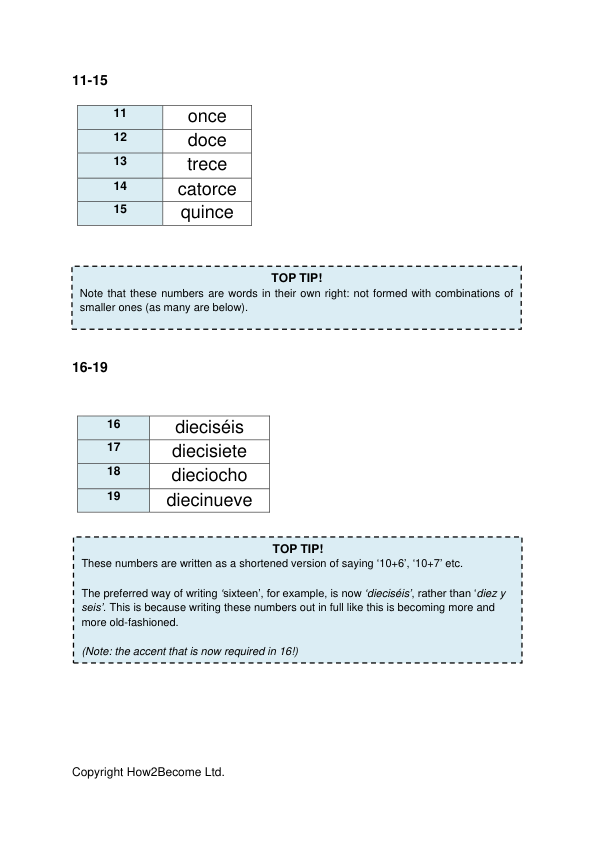 11-15
11 once
12 doce
13 trece
14 catorce
15 quince
TOP TIP!
Note that these numbers are words in their own right: not formed with combinations of
smaller ones (as many are below).
16-19
16 dieciséis
17 diecisiete
18 dieciocho
19 diecinueve
TOP TIP!
These numbers are written as a shortened version of saying ‘10+6’, ‘10+7’ etc.
The preferred way of writing ‘sixteen’, for example, is now ‘dieciséis’, rather than ‘diez y
seis’. This is because writing these numbers out in full like this is becoming more and
more old-fashioned.
(Note: the accent that is now required in 16!)
Copyright How2Become Ltd.